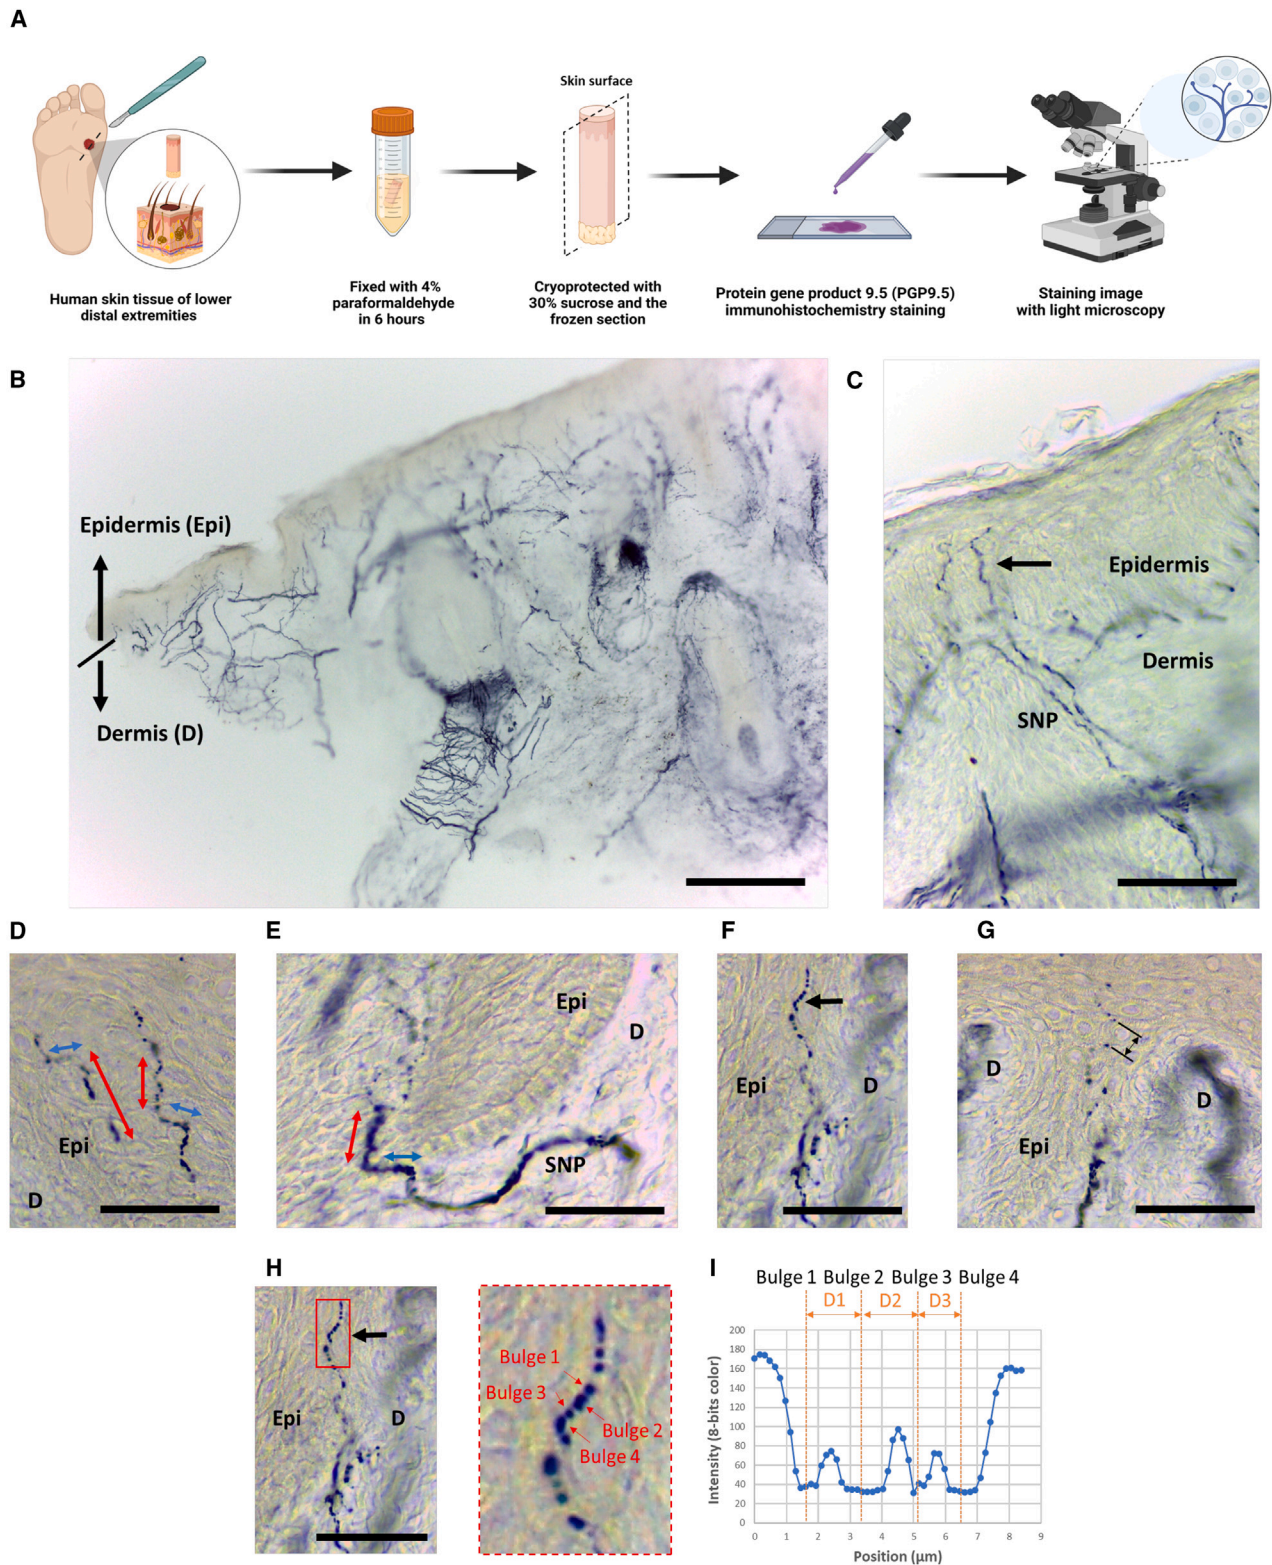 A
Skin surface
Human skin tissue of lower
distal extremities
Fixed with 4%
paraformaldehyde
in 6 hours
Cryoprotected with
30% sucrose and the
frozen section
Protein gene product 9.5 (PGP9.5)
immunohistochemistry staining
Staining image
with light microscopy
B
Epidermis (Epi)
Dermis (D)
C
Epidermis
Dermis
SNP
D
Epi
D
E
Epi
D
SNP
F
Epi
D
G
D
D
Epi
H
Epi
D
Bulge 1
Bulge 3
Bulge 2
Bulge 4
I
Bulge 1 Bulge 2 Bulge 3 Bulge 4
D1 D2 D3
Intensity (8-bits color)
200
180
160
140
120
100
80
60
40
20
0
0 1 2 3 4 5 6 7 8 9
Position (μm)